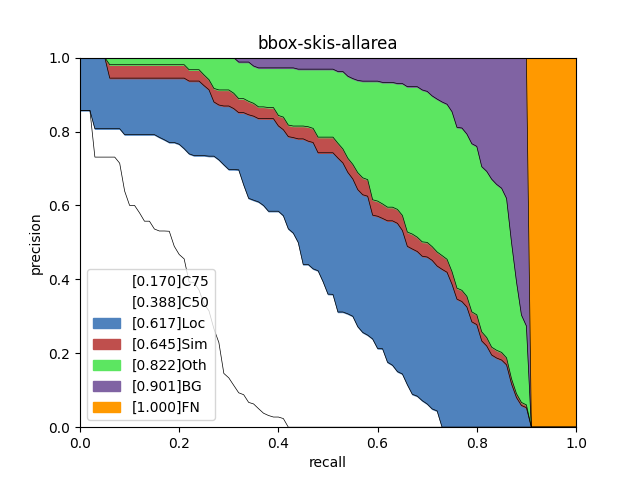 bbox-skis-allarea
precision
1.0
0.8
0.6
0.4
0.2
0.0
[0.170]C75
[0.388]C50
[0.617]Loc
[0.645]Sim
[0.822]Oth
[0.901]BG
[1.000]FN
0.0 0.2 0.4 0.6 0.8 1.0
recall